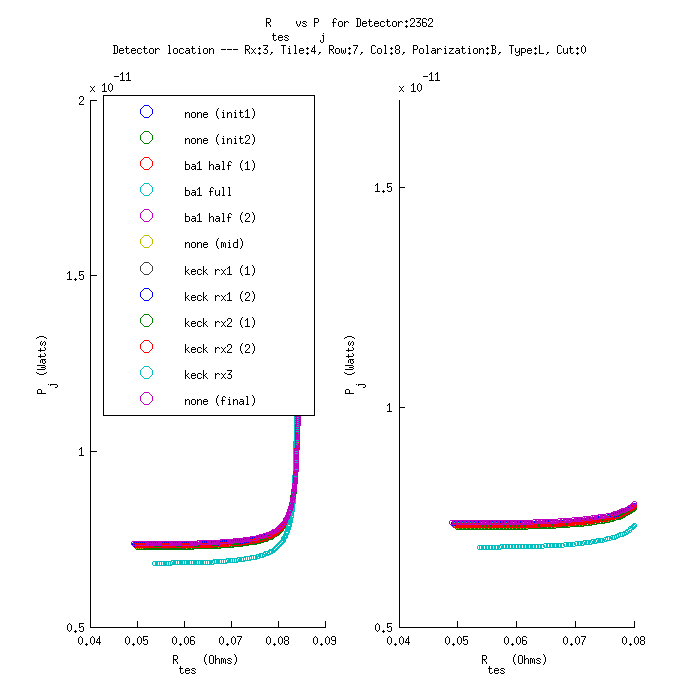 R tes vs P j for Detector:2362
Detector location --- Rx:3, Tile:4, Row:7, Col:8, Polarization:B, Type:L, Cut:0
x 10 -11
x 10 -11
2
1.5
1
0.5
P j (Watts)
none (init1)
none (init2)
ba1 half (1)
ba1 full
ba1 half (2)
none (mid)
keck rx1 (1)
keck rx1 (2)
keck rx2 (1)
keck rx2 (2)
keck rx3
none (final)
0.04 0.05 0.06 0.07 0.08 0.09
R tes (Ohms)
1.5
1
0.5
P j (Watts)
0.04 0.05 0.06 0.07 0.08
R tes (Ohms)